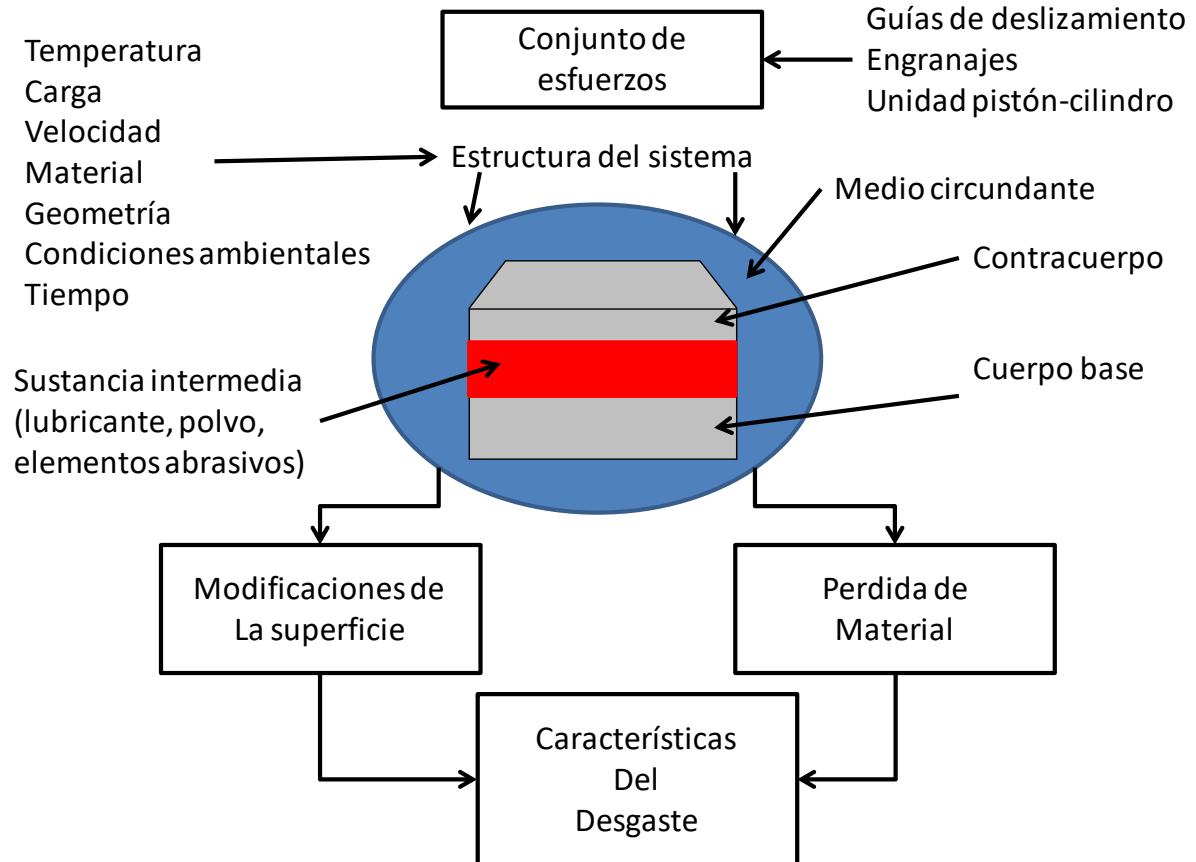 Temperatura
Carga
Velocidad
Material
Geometría
Condiciones ambientales
Tiempo
Conjunto de
esfuerzos
Guías de deslizamiento
Engranajes
Unidad pistón-cilindro
Estructura del sistema
Medio circundante
Contracuerpo
Cuerpo base
Sustancia intermedia
(lubricante, polvo,
elementos abrasivos)
Modificaciones de
La superficie
Perdida de
Material
Característícas
Del
Desgaste